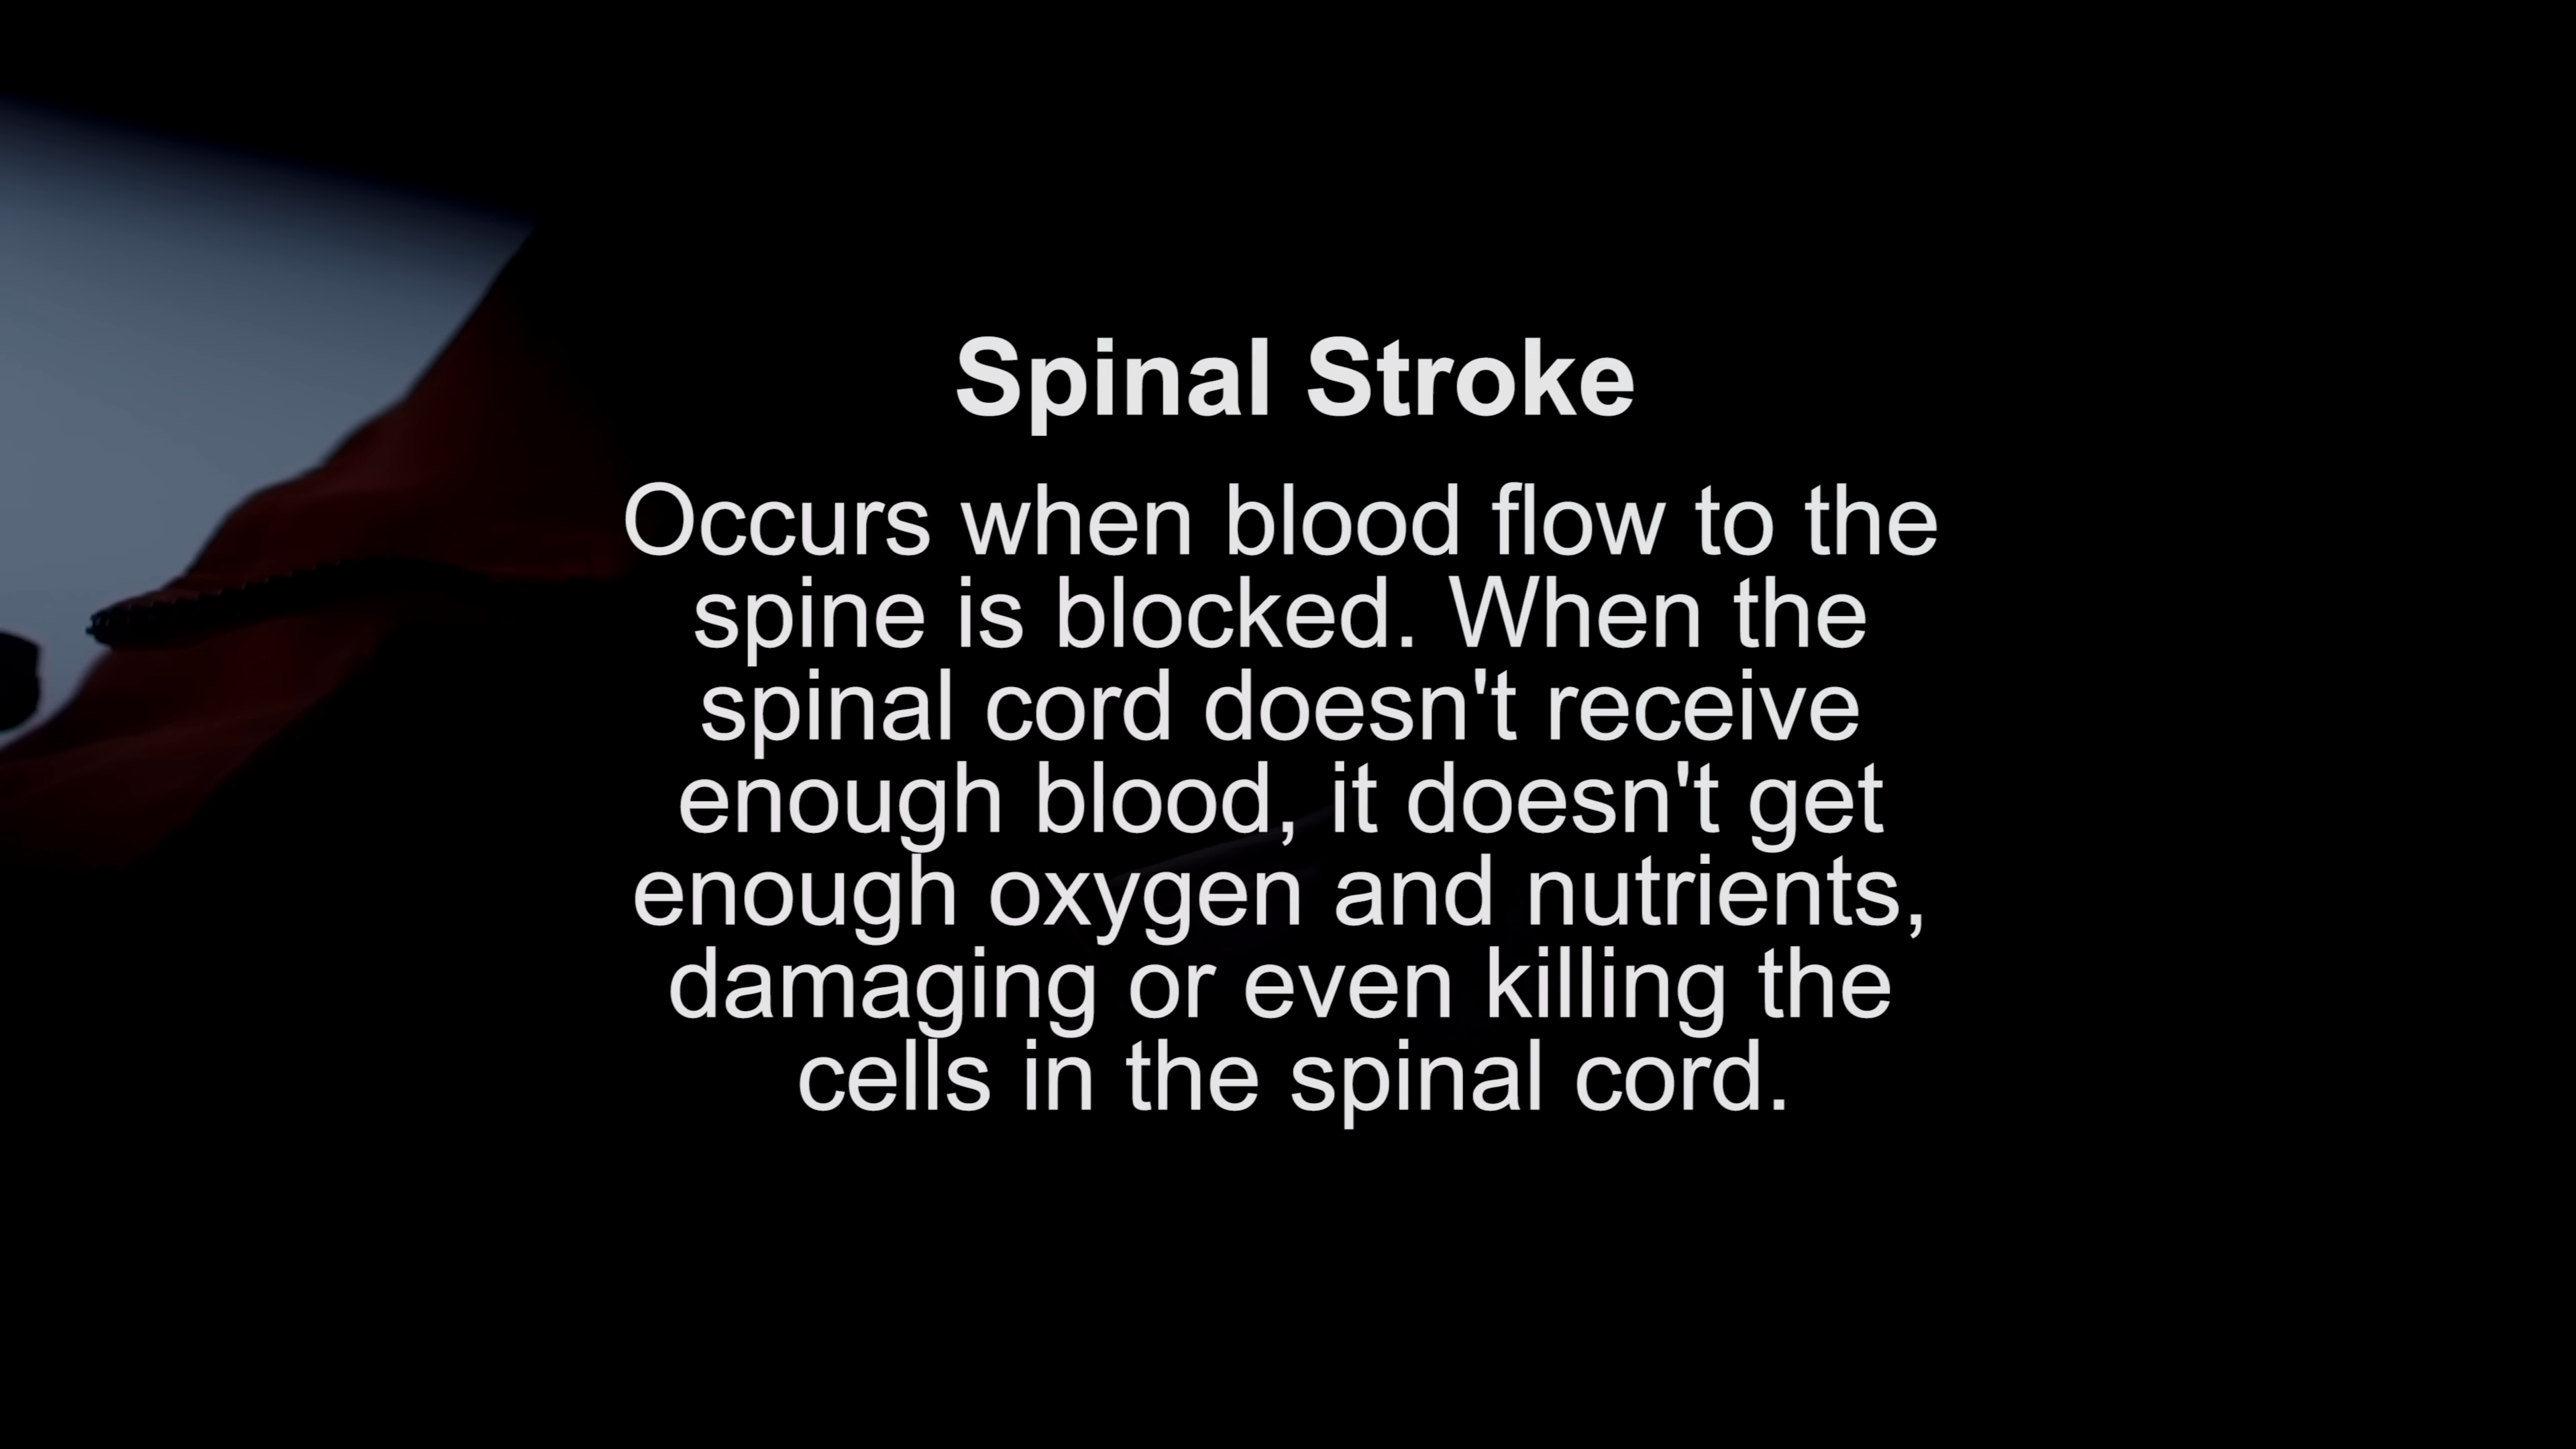 Spinal Stroke
Occurs when blood flow to the
spine is blocked. When the
spinal cord doesn't receive
enough blood, it doesn't get
enough oxygen and nutrients,
damaging or even killing the
cells in the spinal cord.